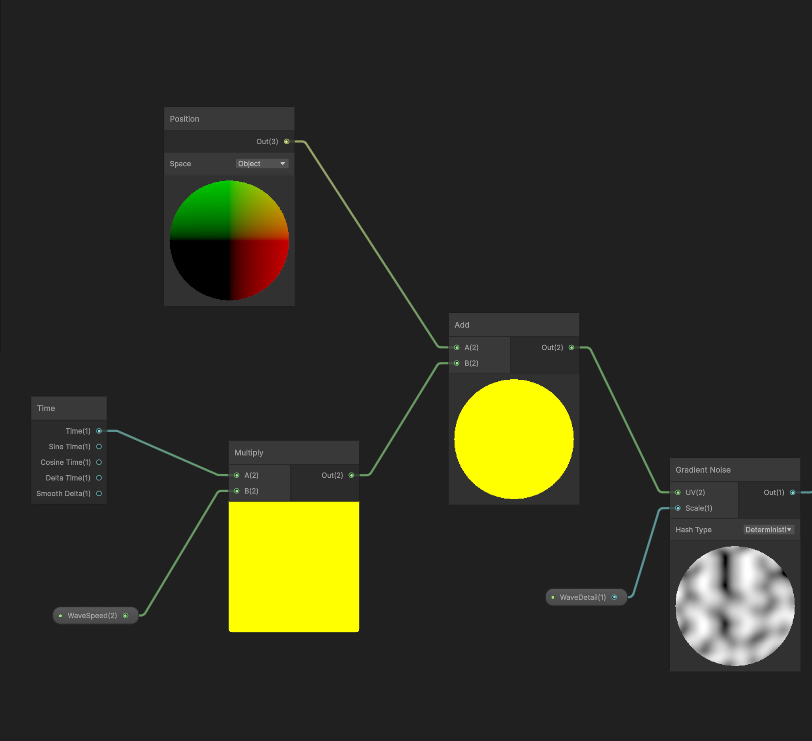 Position
Out(3)
Space
Object
Add
A(2)
Out(2)
B(2)
Time
Time(1)
Sine Time(1)
Cosine Time(1)
Delta Time(1)
Smooth Delta(1)
Multiply
A(2)
Out(2)
B(2)
WaveSpeed(2)
Gradient Noise
UV(2)
Out(1)
Scale(1)
Hash Type
Deterministi
WaveDetail(1)